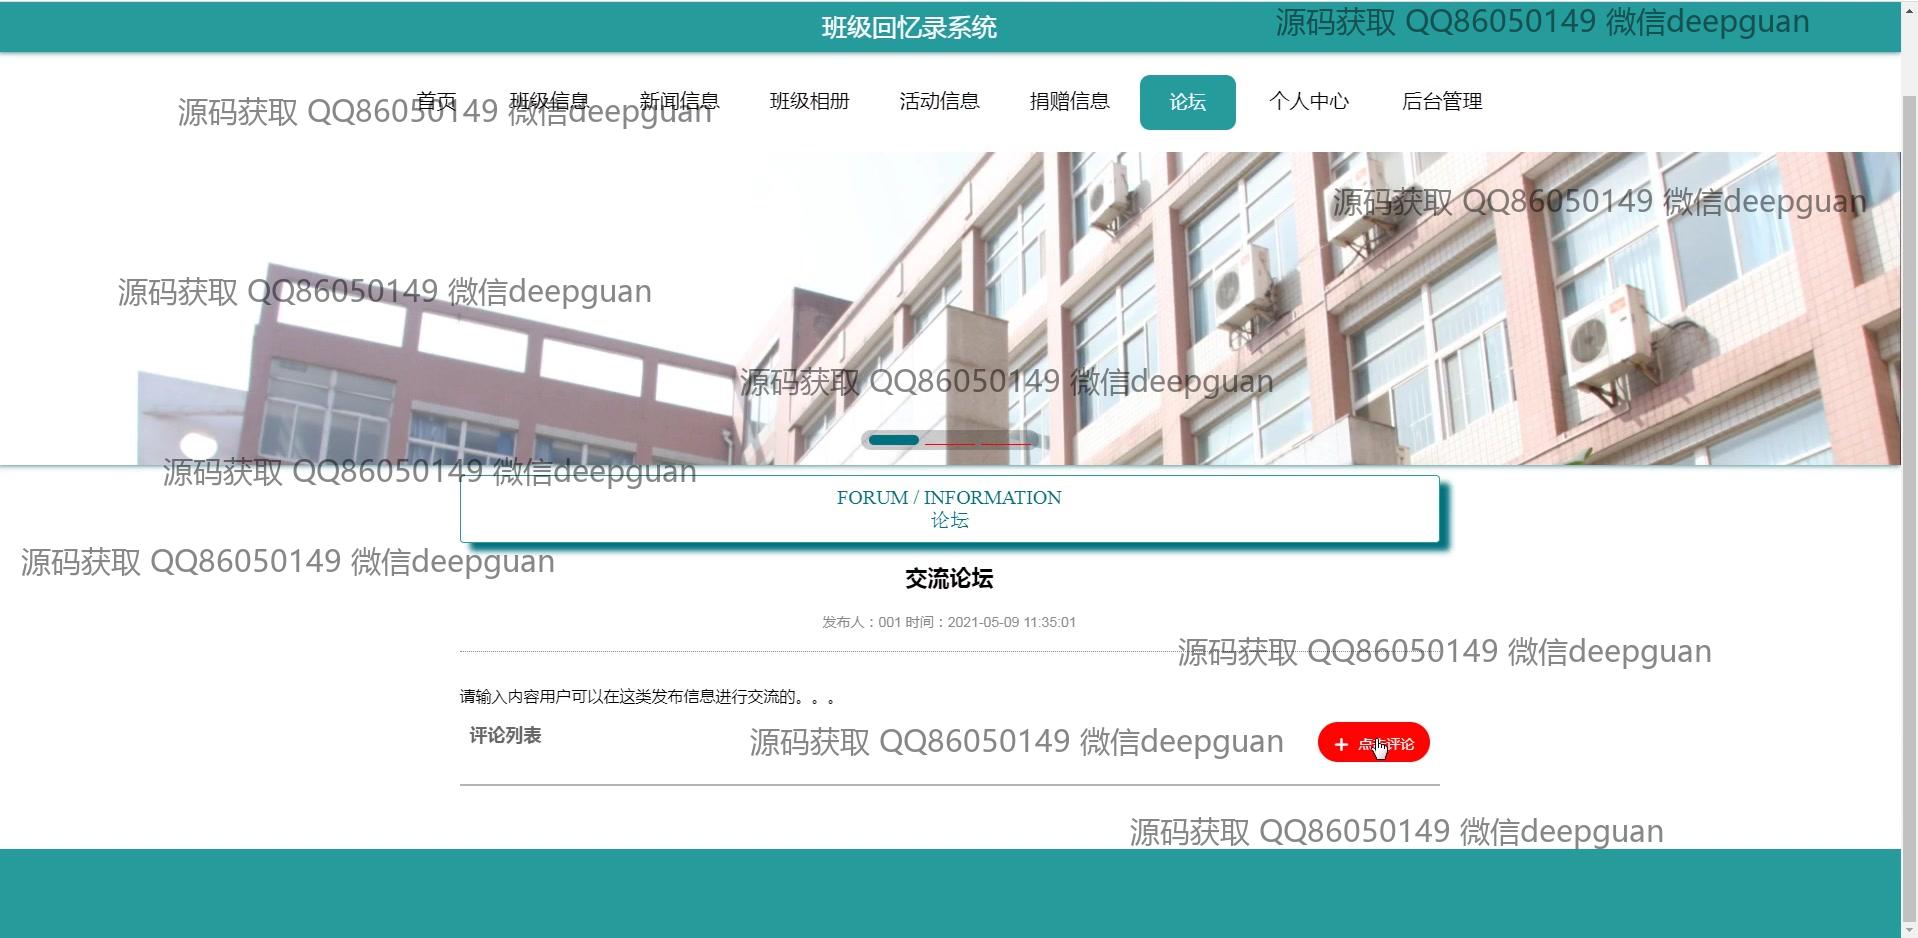 班级回忆录系统
源码获取 QQ86050149 微信deepguan
首页 班级信息 新闻信息 班级相册 活动信息 捐赠信息 论坛 个人中心 后台管理
源码获取 QQ86050149 微信deepguan
源码获取 QQ86050149 微信deepguan
源码获取 QQ86050149 微信deepguan
源码获取 QQ86050149 微信deepguan
源码获取 QQ86050149 微信deepguan
FORUM / INFORMATION
论坛
源码获取 QQ86050149 微信deepguan
交流论坛
发布人：001 时间：2021-05-09 11:35:01
源码获取 QQ86050149 微信deepguan
请输入内容用户可以在这类发布信息进行交流的。。。
评论列表
源码获取 QQ86050149 微信deepguan
+ 点击评论
源码获取 QQ86050149 微信deepguan